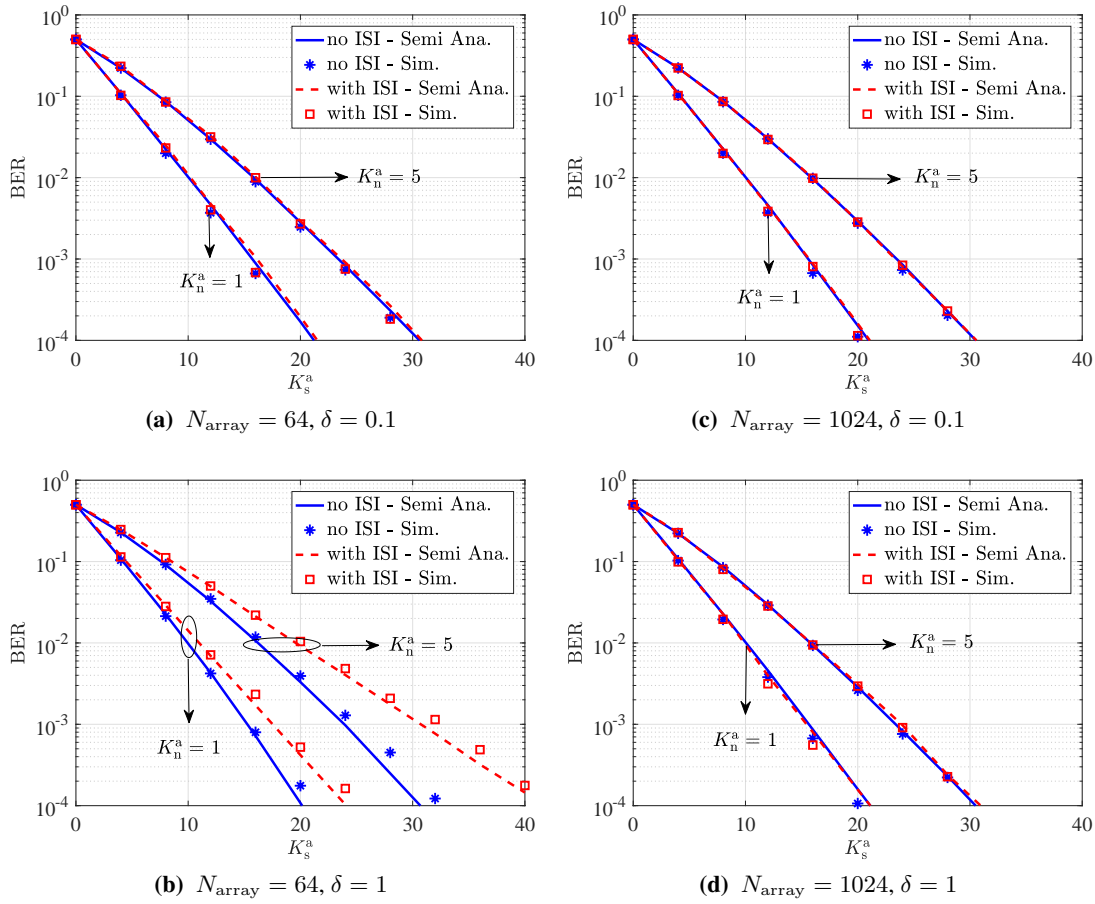 10^0
10^-1
10^-2
10^-3
10^-4
BER
no ISI - Semi Ana.
no ISI - Sim.
with ISI - Semi Ana.
with ISI - Sim.
K_n^a = 5
K_n^a = 1
0 10 20 30 40
K_s^a
(a) N_array = 64, δ = 0.1
10^0
10^-1
10^-2
10^-3
10^-4
BER
no ISI - Semi Ana.
no ISI - Sim.
with ISI - Semi Ana.
with ISI - Sim.
K_n^a = 5
K_n^a = 1
0 10 20 30 40
K_s^a
(c) N_array = 1024, δ = 0.1
10^0
10^-1
10^-2
10^-3
10^-4
BER
no ISI - Semi Ana.
no ISI - Sim.
with ISI - Semi Ana.
with ISI - Sim.
K_n^a = 5
K_n^a = 1
0 10 20 30 40
K_s^a
(b) N_array = 64, δ = 1
10^0
10^-1
10^-2
10^-3
10^-4
BER
no ISI - Semi Ana.
no ISI - Sim.
with ISI - Semi Ana.
with ISI - Sim.
K_n^a = 5
K_n^a = 1
0 10 20 30 40
K_s^a
(d) N_array = 1024, δ = 1